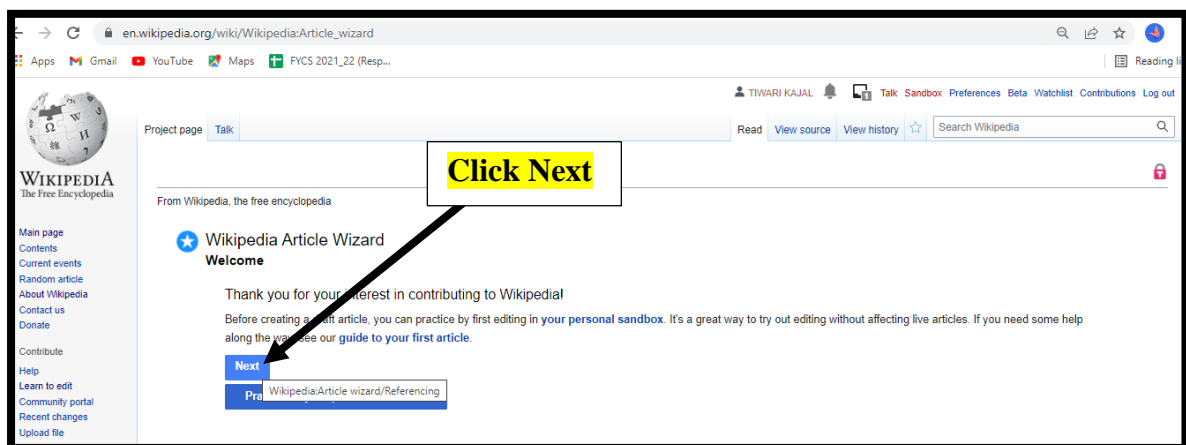 en.wikipedia.org/wiki/Wikipedia:Article_wizard
Apps Gmail YouTube Maps FYCS 2021_22 (Resp... Reading li
TIWARI KAJAL 1 Talk Sandbox Preferences Beta Watchlist Contributions Log out
Project page Talk Read View source View history Search Wikipedia
Click Next
WIKIPEDIA
The Free Encyclopedia
From Wikipedia, the free encyclopedia
Main page
Contents
Current events
Random article
About Wikipedia
Contact us
Donate
Contribute
Help
Learn to edit
Community portal
Recent changes
Upload file
Wikipedia Article Wizard
Welcome
Thank you for your interest in contributing to Wikipedia!
Before creating a draft article, you can practice by first editing in your personal sandbox. It's a great way to try out editing without affecting live articles. If you need some help
along the way, see our guide to your first article.
Next
Wikipedia:Article wizard/Referencing
Pra